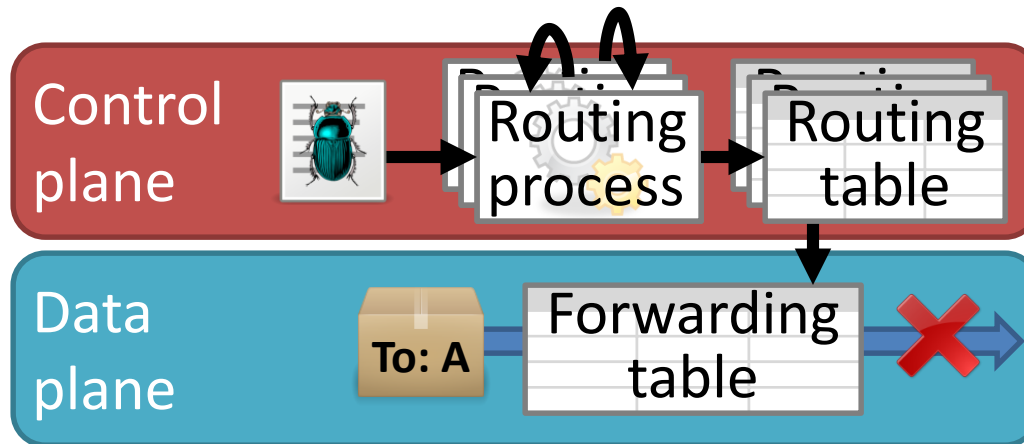 Control
plane
Routing
process
Routing
table
Data
plane
To: A
Forwarding
table